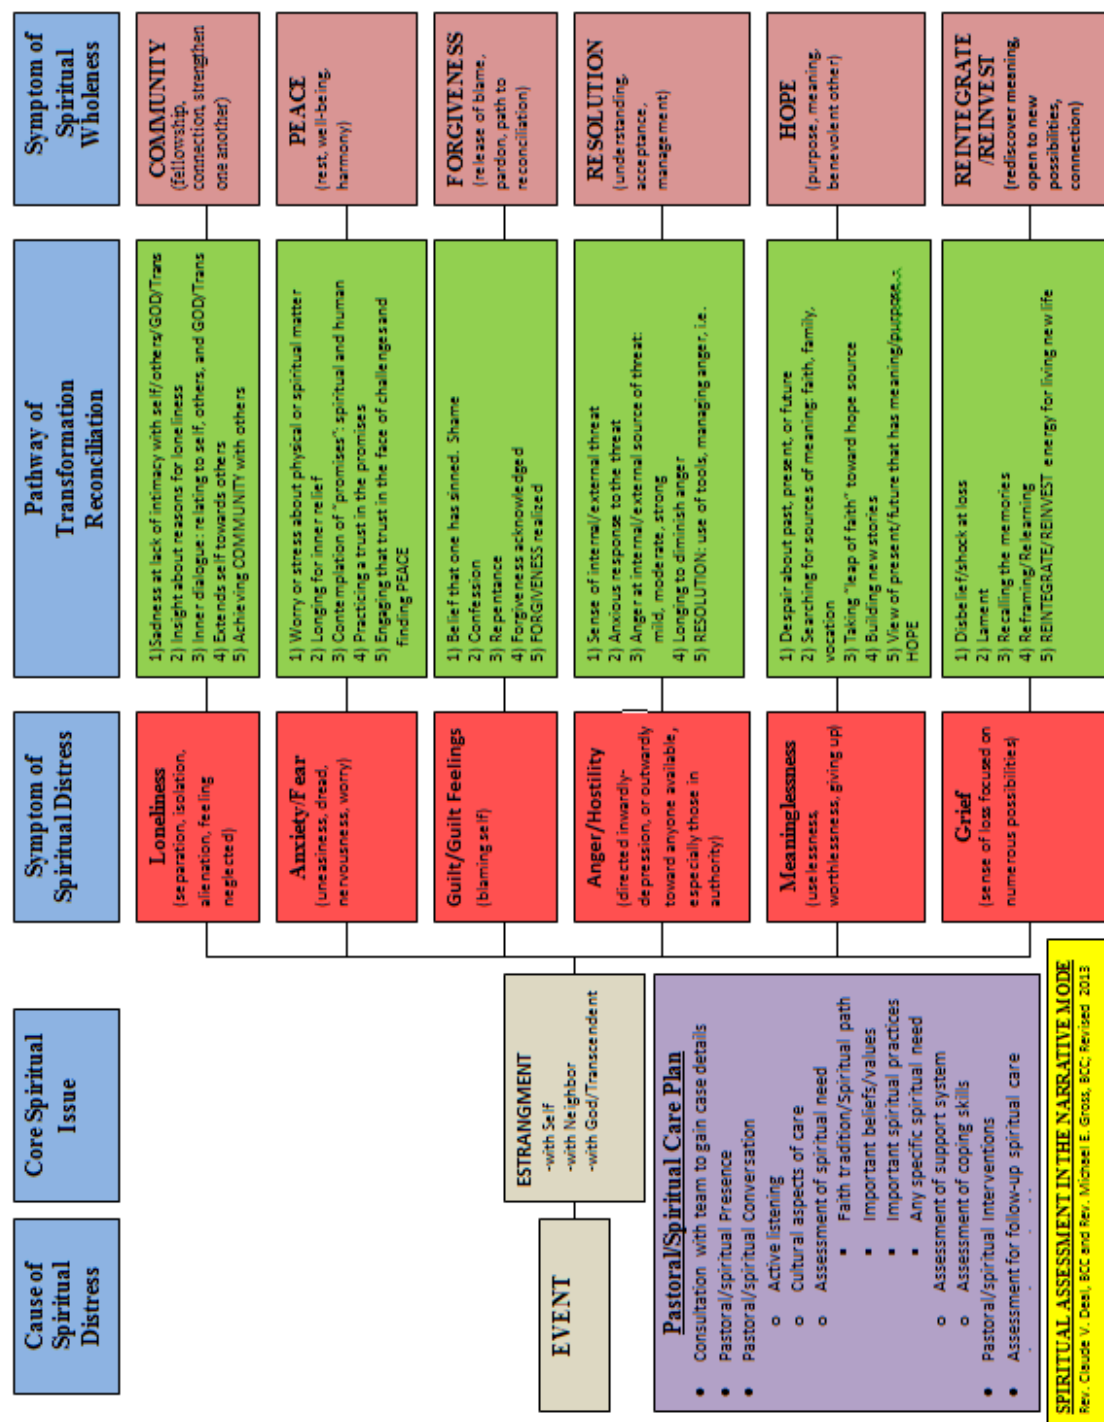 Cause of
Spiritual
Distress
Core Spiritual
Issue
Symptom of
Spiritual Distress
Pathway of
Transformation
Reconciliation
Symptom of
Spiritual
Wholeness
EVENT
ESTRANGMENT
-with Self
-with Neighbor
-with God/Transcendent
Loneliness
(separation, isolation,
alienation, feeling
neglected)
1)Sadness at lack of intimacy with self/others/GOD/Trans
2) Insight about reasons for loneliness
3) Inner dialogue: relating to self, others, and GOD/Trans
4) Extends self towards others
5) Achieving COMMUNITY with others
COMMUNITY
(fellowship,
connection, strengthen
one another)
Anxiety/Fear
(uneasiness, dread,
nervousness, worry)
1) Worry or stress about physical or spiritual matter
2) Longing for inner relief
3) Contemplation of "promises": spiritual and human
4) Practicing a trust in the promises
5) Engaging that trust in the face of challenges and
finding PEACE
PEACE
(rest, well-being,
harmony)
Guilt/Guilt Feelings
(blaming self)
1) Belief that one has sinned. Shame
2) Confession
3) Repentance
4) Forgiveness acknowledged
5) FORGIVENESS realized
FORGIVENESS
(release of blame,
pardon, path to
reconciliation)
Anger/Hostility
(directed inwardly-
depression, or outwardly
toward anyone available,
especially those in
authority)
1) Sense of internal/external threat
2) Anxious response to the threat
3) Anger at internal/external source of threat:
mild, moderate, strong
4) Longing to diminish anger
5) RESOLUTION: use of tools, managing anger, i.e.
RESOLUTION
(understanding,
acceptance,
management)
Meaninglessness
(uselessness,
worthlessness, giving up)
1) Despair about past, present, or future
2) Searching for sources of meaning: faith, family,
vocation
3) Taking "leap of faith" toward hope source
4) Building new stories
5) View of present/future that has meaning/purpose...
HOPE
HOPE
(purpose, meaning,
benevolent other)
Grief
(sense of loss focused on
numerous possibilities)
1) Disbelief/shock at loss
2) Lament
3) Recalling the memories
4) Reframing/Relearning
5) REINTEGRATE/REINVEST energy for living new life
REINTEGRATE
/REINVEST
(rediscover meaning,
open to new
possibilities,
connection)
Pastoral/Spiritual Care Plan
• Consultation with team to gain case details
• Pastoral/spiritual Presence
• Pastoral/spiritual Conversation
o Active listening
o Cultural aspects of care
o Assessment of spiritual need
▪ Faith tradition/Spiritual path
▪ Important beliefs/values
▪ Important spiritual practices
▪ Any specific spiritual need
o Assessment of support system
o Assessment of coping skills
• Pastoral/spiritual Interventions
• Assessment for follow-up spiritual care
SPIRITUAL ASSESSMENT IN THE NARRATIVE MODE
Rev. Claude V. Deal, BCC and Rev. Michael E. Gross, BCC; Revised 2013